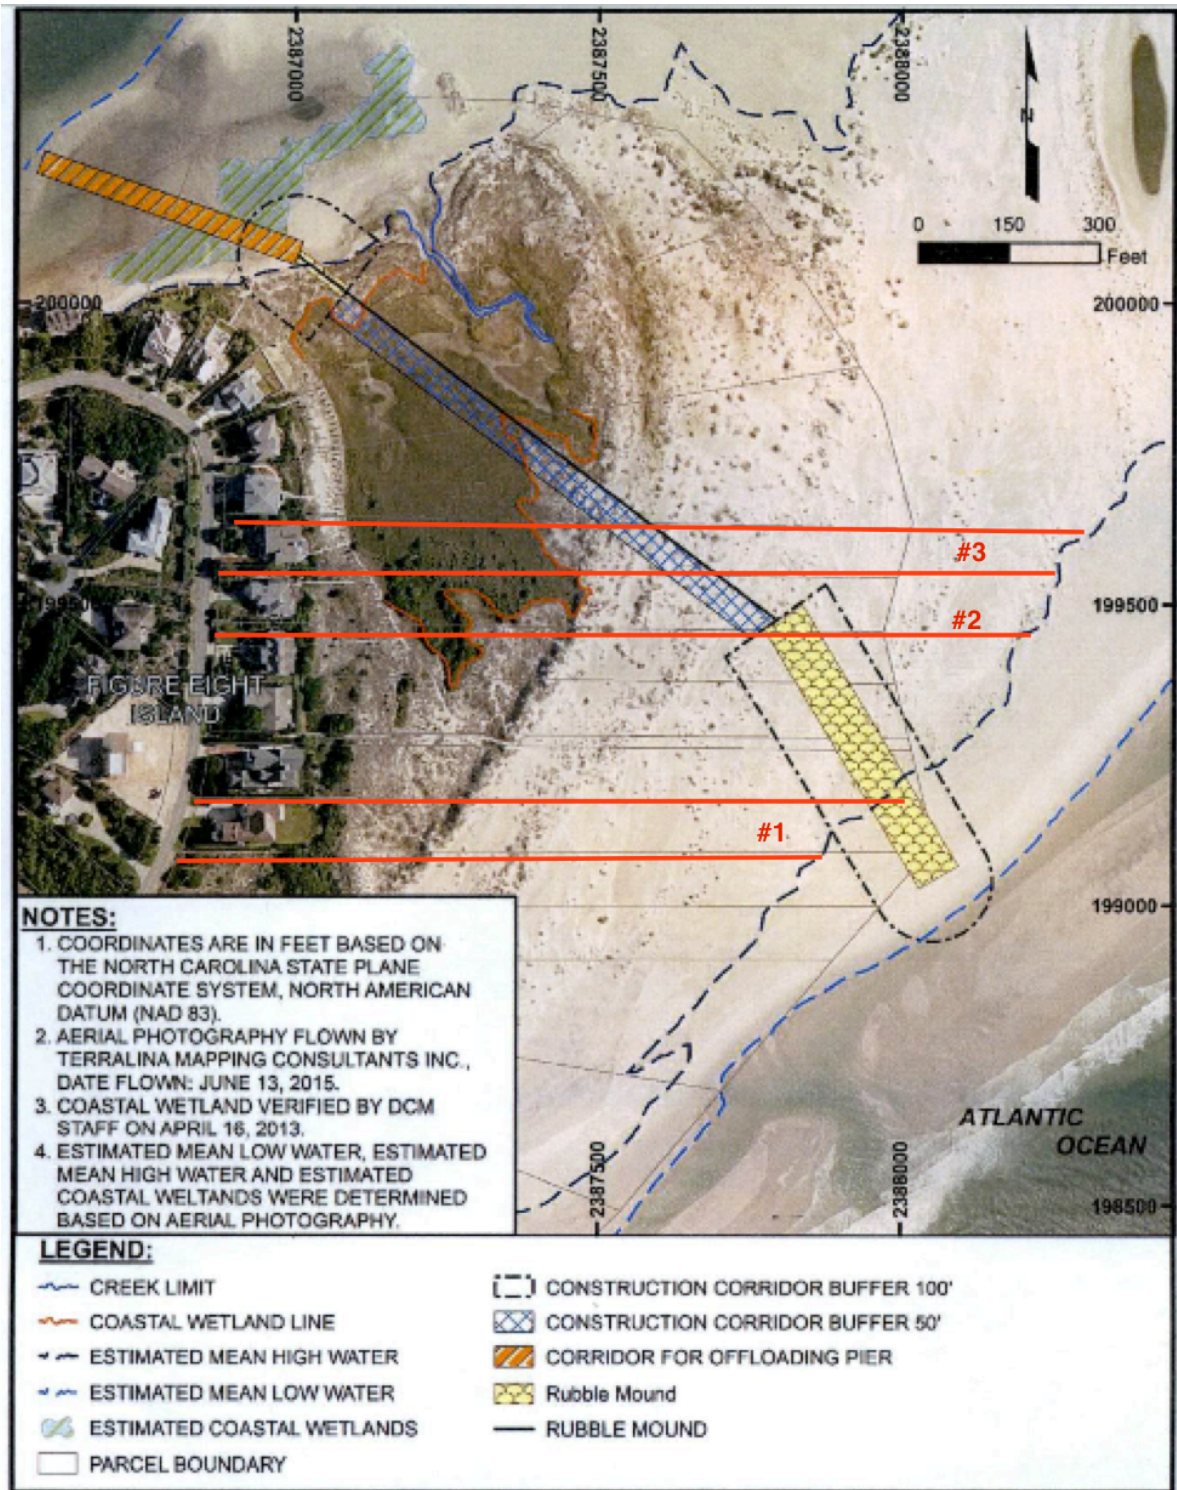 2387000
2387500
2388000
N
0 150 300
Feet
200000
200000
#3
199500
199500
#2
FIGURE EIGHT
ISLAND
#1
199000
NOTES:
1. COORDINATES ARE IN FEET BASED ON
THE NORTH CAROLINA STATE PLANE
COORDINATE SYSTEM, NORTH AMERICAN
DATUM (NAD 83).
2. AERIAL PHOTOGRAPHY FLOWN BY
TERRALINA MAPPING CONSULTANTS INC.,
DATE FLOWN: JUNE 13, 2015.
3. COASTAL WETLAND VERIFIED BY DCM
STAFF ON APRIL 16, 2013.
4. ESTIMATED MEAN LOW WATER, ESTIMATED
MEAN HIGH WATER AND ESTIMATED
COASTAL WELTANDS WERE DETERMINED
BASED ON AERIAL PHOTOGRAPHY.
ATLANTIC
OCEAN
2387500
2388000
198500
LEGEND:
CREEK LIMIT
COASTAL WETLAND LINE
ESTIMATED MEAN HIGH WATER
ESTIMATED MEAN LOW WATER
ESTIMATED COASTAL WETLANDS
PARCEL BOUNDARY
CONSTRUCTION CORRIDOR BUFFER 100'
CONSTRUCTION CORRIDOR BUFFER 50'
CORRIDOR FOR OFFLOADING PIER
Rubble Mound
RUBBLE MOUND